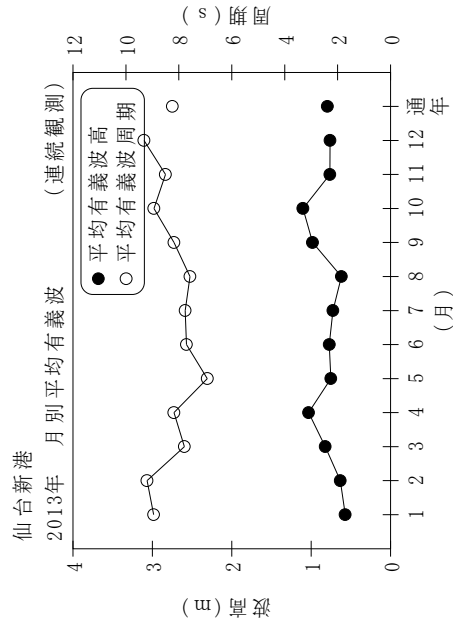 仙台新港
2013年 月別平均有義波 (連続観測)
平均有義波高
平均有義波周期
波高(m)
4
3
2
1
0
周期(s)
12
10
8
6
4
2
0
1 2 3 4 5 6 7 8 9 10 11 12 通年
(月)